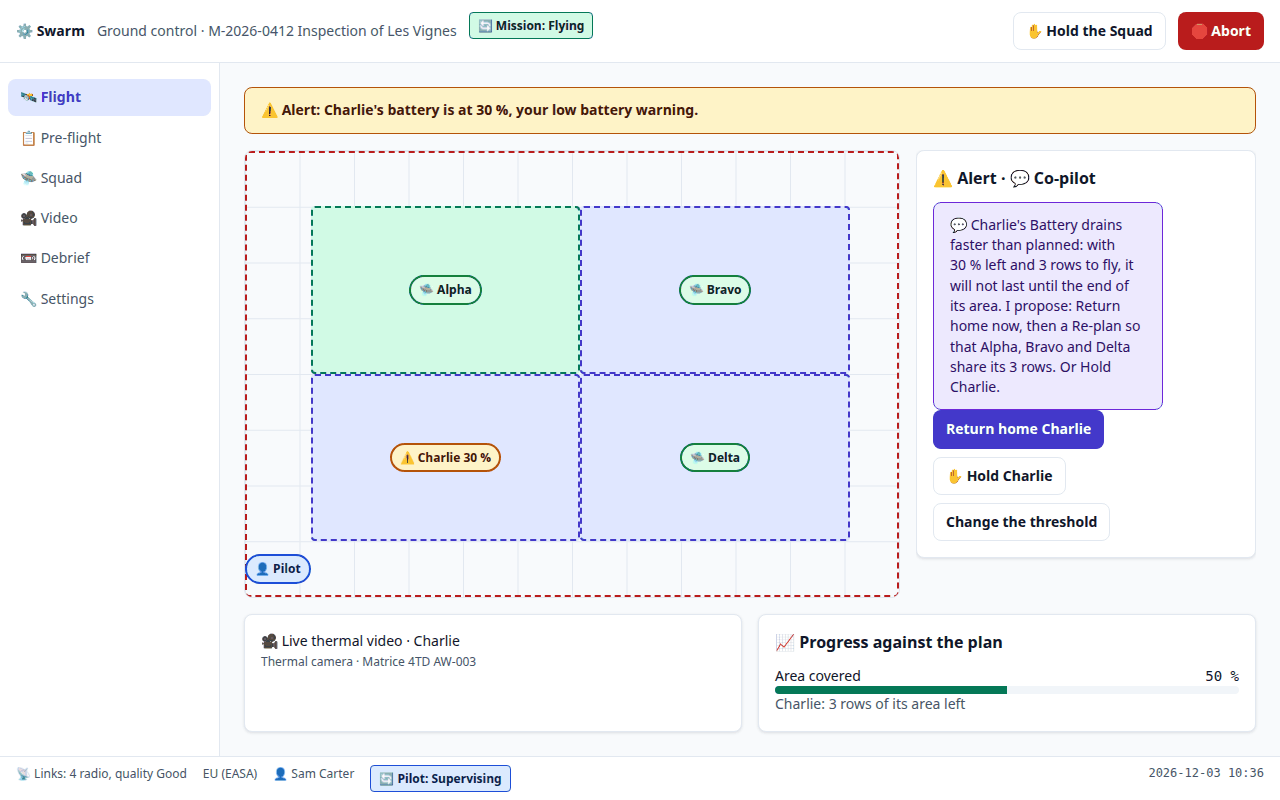 ⚙️ Swarm Ground control · M-2026-0412 Inspection of Les Vignes 🔄 Mission: Flying ✋ Hold the Squad 🛑 Abort
🛰️ Flight
📋 Pre-flight
🛸 Squad
🎥 Video
📼 Debrief
🔧 Settings
⚠️ Alert: Charlie's battery is at 30 %, your low battery warning.
🛸 Alpha
🛸 Bravo
⚠️ Charlie 30 %
🛸 Delta
👤 Pilot
⚠️ Alert · 💬 Co-pilot
💬 Charlie's Battery drains
faster than planned: with
30 % left and 3 rows to fly, it
will not last until the end of
its area. I propose: Return
home now, then a Re-plan so
that Alpha, Bravo and Delta
share its 3 rows. Or Hold
Charlie.
Return home Charlie
✋ Hold Charlie
Change the threshold
🎥 Live thermal video · Charlie
Thermal camera · Matrice 4TD AW-003
📈 Progress against the plan
Area covered 50 %
Charlie: 3 rows of its area left
📡 Links: 4 radio, quality Good EU (EASA) 👤 Sam Carter 🔄 Pilot: Supervising 2026-12-03 10:36